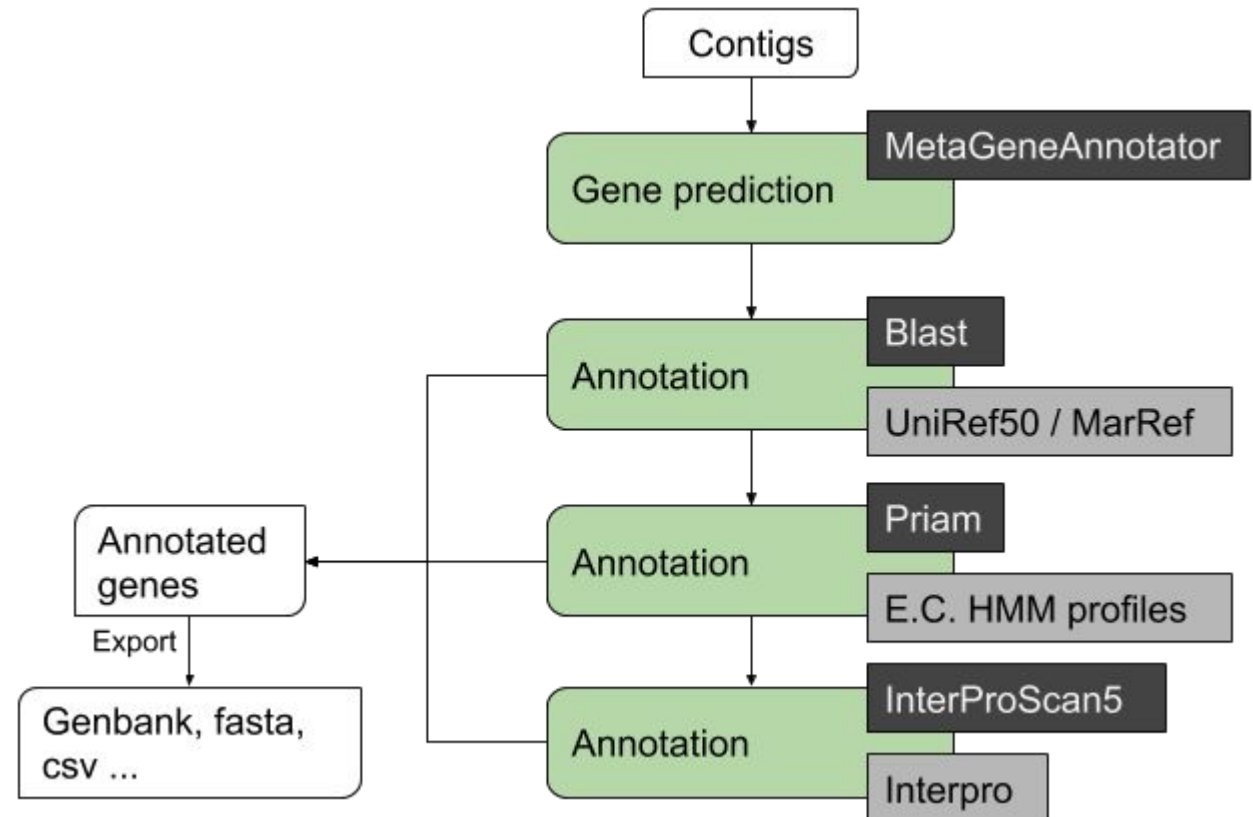 Contigs
MetaGeneAnnotator
Gene prediction
Blast
Annotation
UniRef50 / MarRef
Priam
Annotated
genes
Annotation
E.C. HMM profiles
Export
InterProScan5
Genbank, fasta,
csv ...
Annotation
Interpro